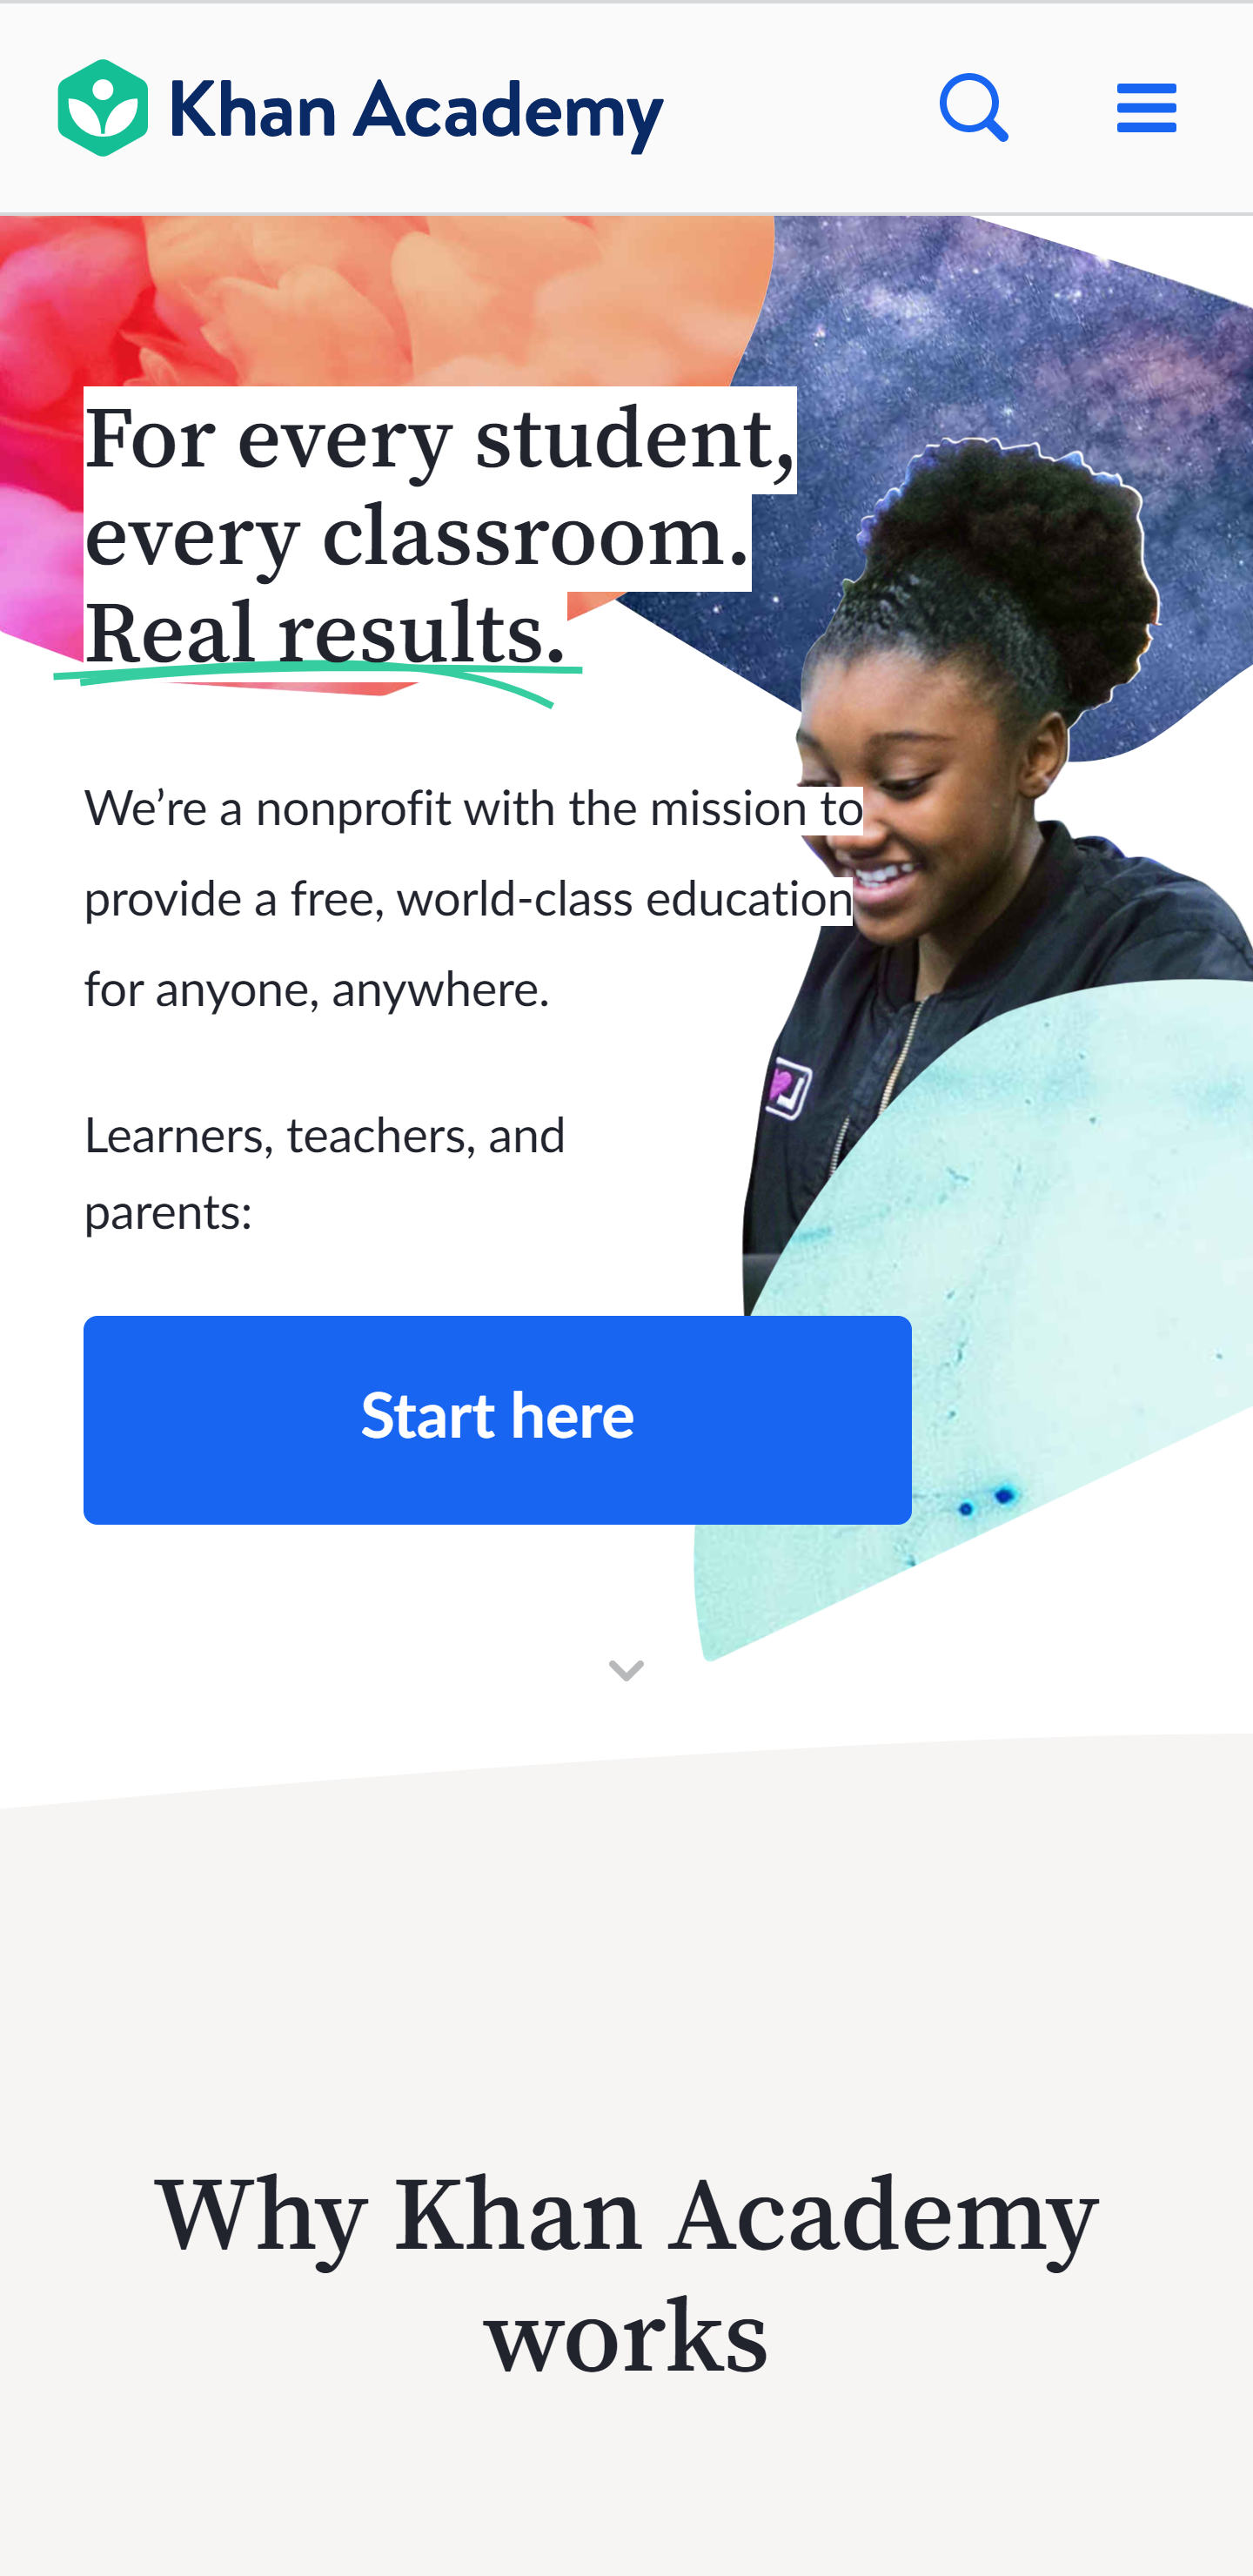 Khan Academy
For every student,
every classroom.
Real results.
We’re a nonprofit with the mission to
provide a free, world-class education
for anyone, anywhere.
Learners, teachers, and
parents:
Start here
Why Khan Academy
works